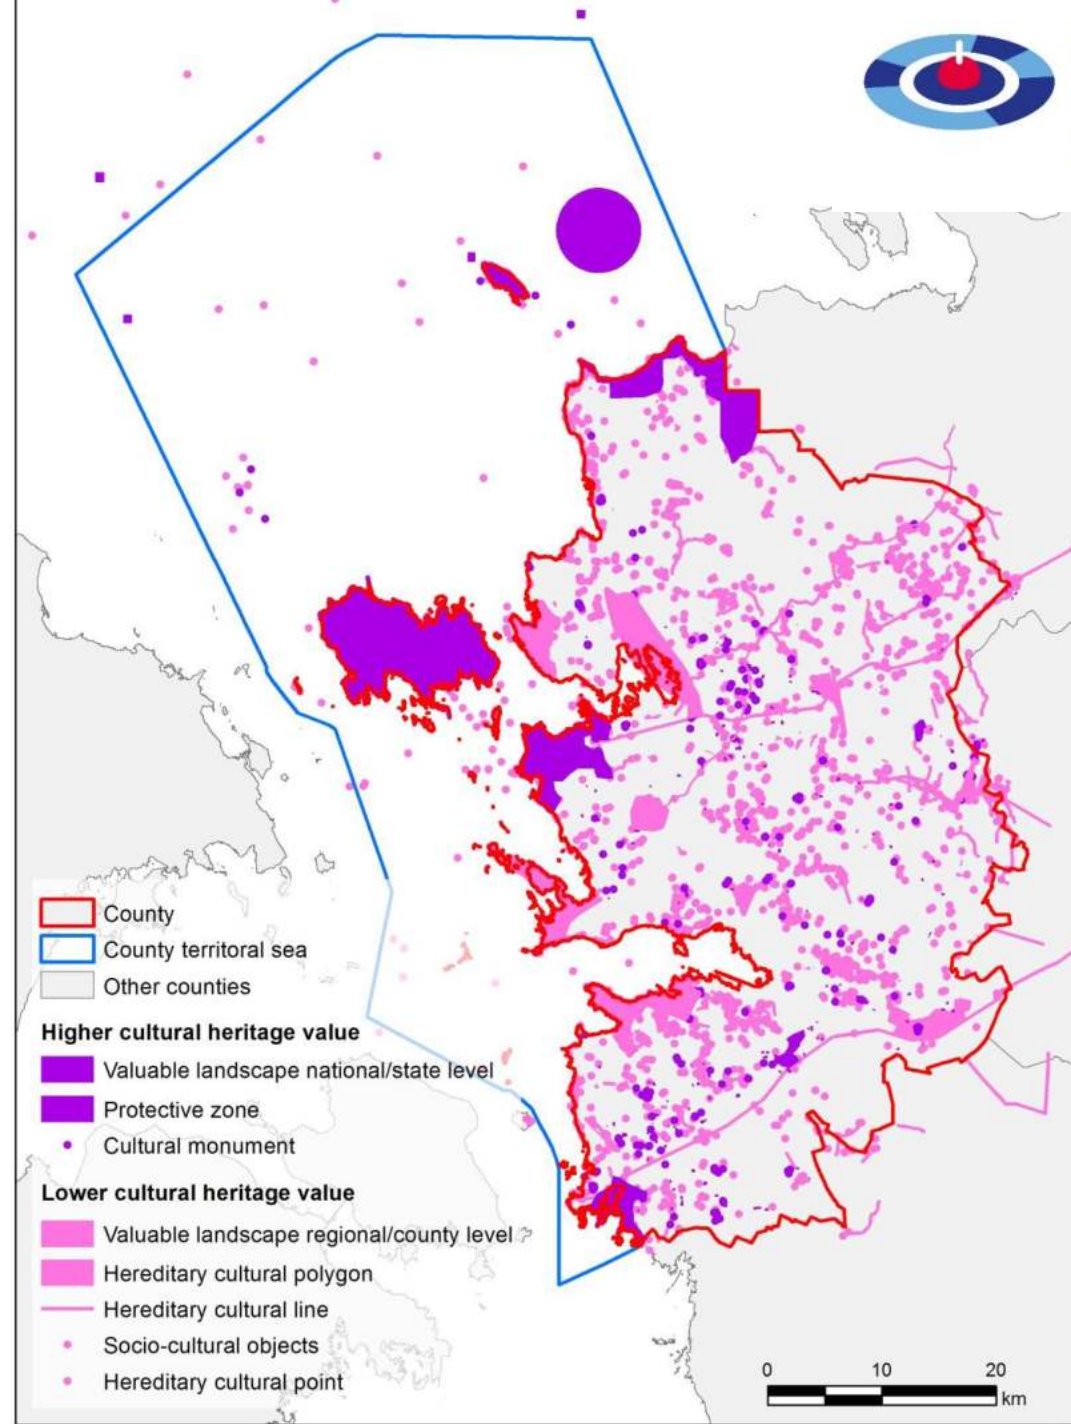 County
County territoral sea
Other counties
Higher cultural heritage value
Valuable landscape national/state level
Protective zone
Cultural monument
Lower cultural heritage value
Valuable landscape regional/county level
Hereditary cultural polygon
Hereditary cultural line
Socio-cultural objects
Hereditary cultural point
0 10 20
km